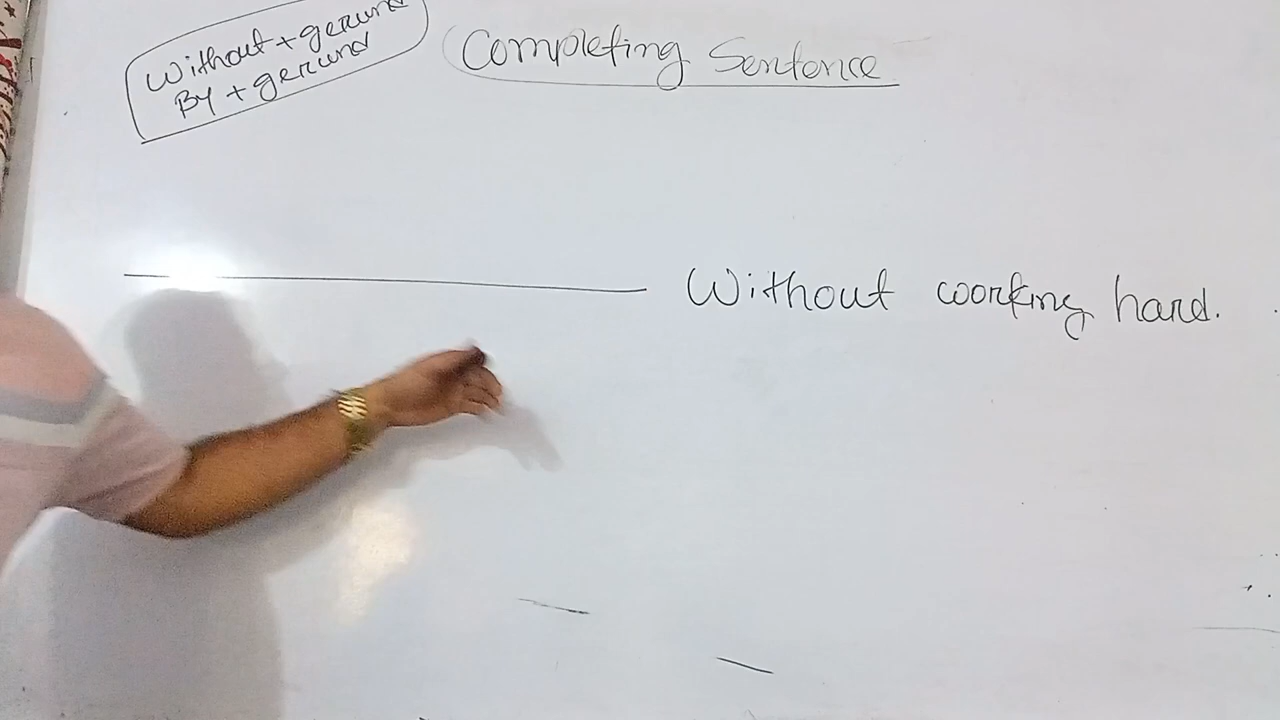 Without + gerund
By + gerund
Completing Sentence
Without working hard.